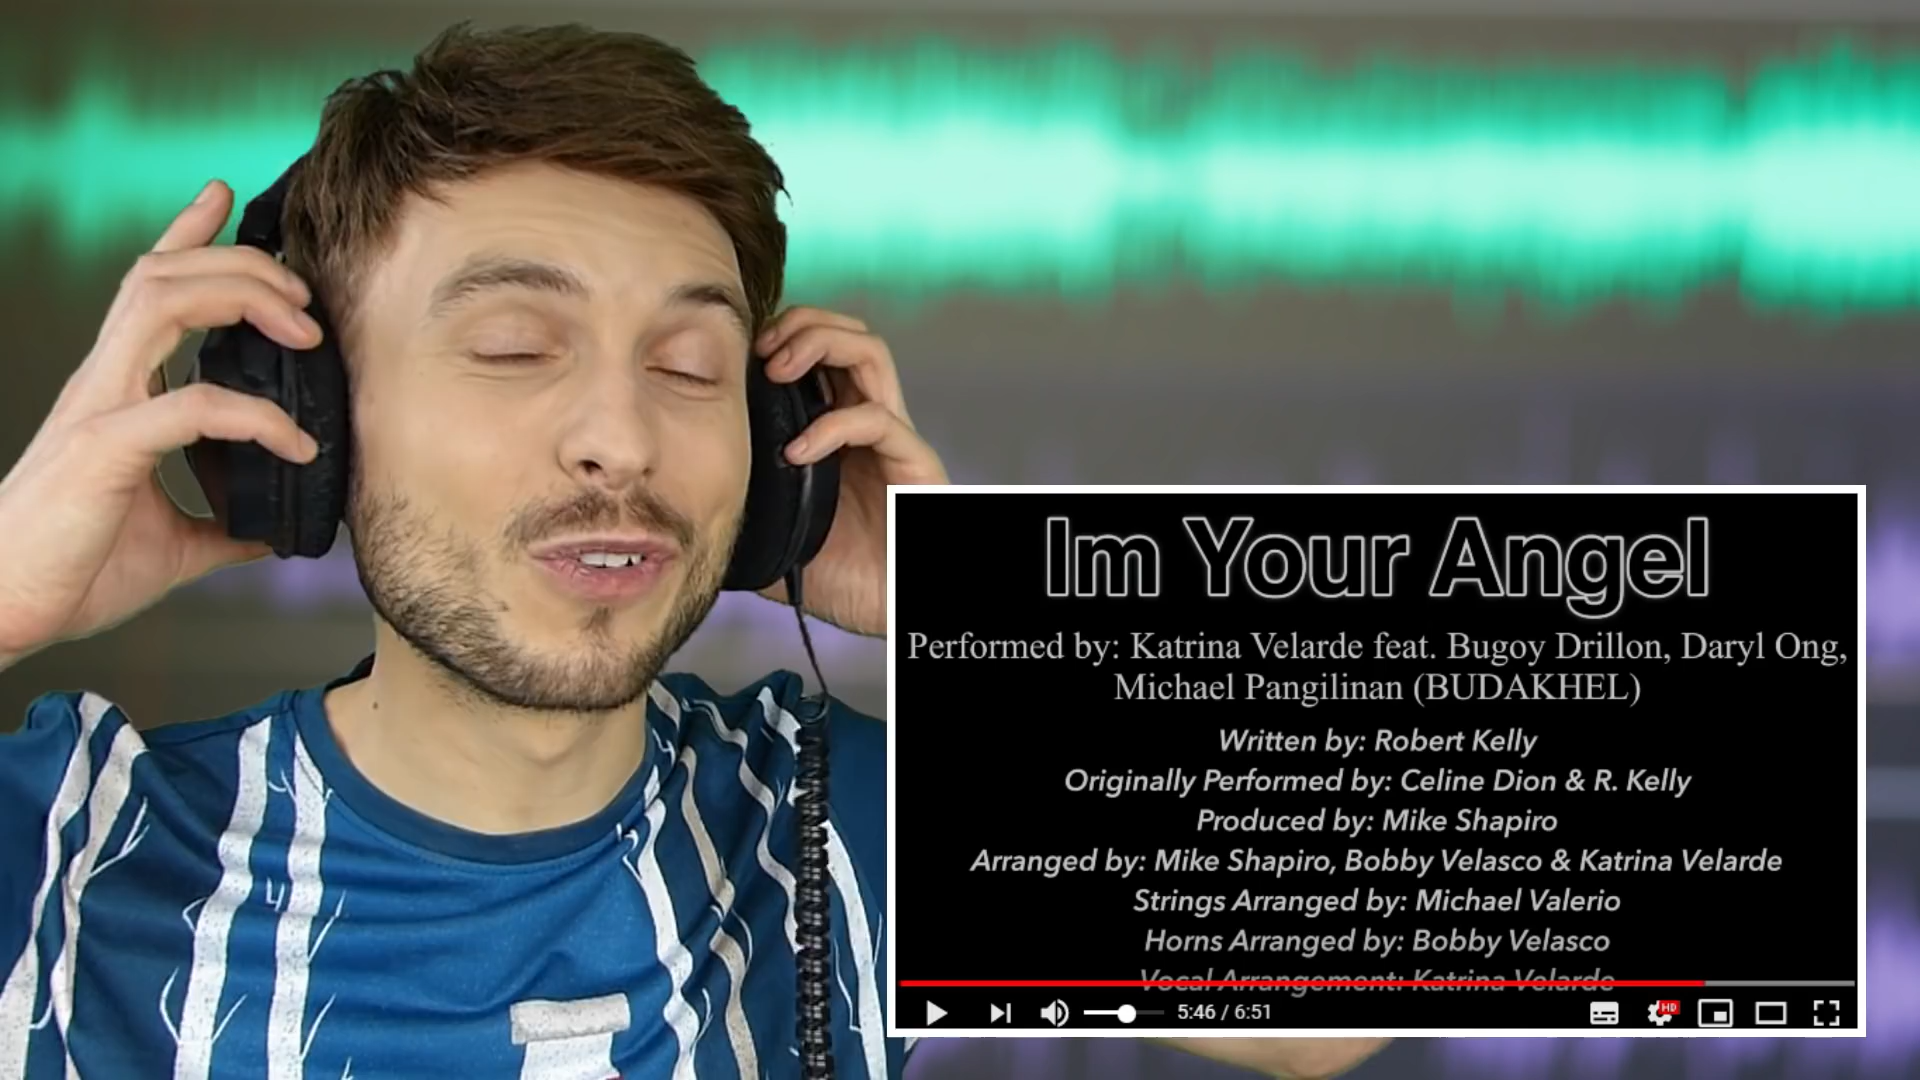 Im Your Angel
Performed by: Katrina Velarde feat. Bugoy Drillon, Daryl Ong,
Michael Pangilinan (BUDAKHEL)
Written by: Robert Kelly
Originally Performed by: Celine Dion & R. Kelly
Produced by: Mike Shapiro
Arranged by: Mike Shapiro, Bobby Velasco & Katrina Velarde
Strings Arranged by: Michael Valerio
Horns Arranged by: Bobby Velasco
Vocal Arrangement: Katrina Velarde
5:46 / 6:51
HD